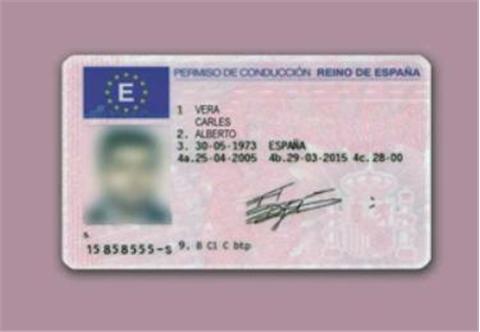 PERMISO DE CONDUCCIÓN REINO DE ESPAÑA
E
1 VERA
CARLES
2. ALBERTO
3. 30-05-1973 ESPAÑA
4a.25-04-2005 4b.29-03-2015 4c.28-00
5.
15858555-S 9. B C1 C btp